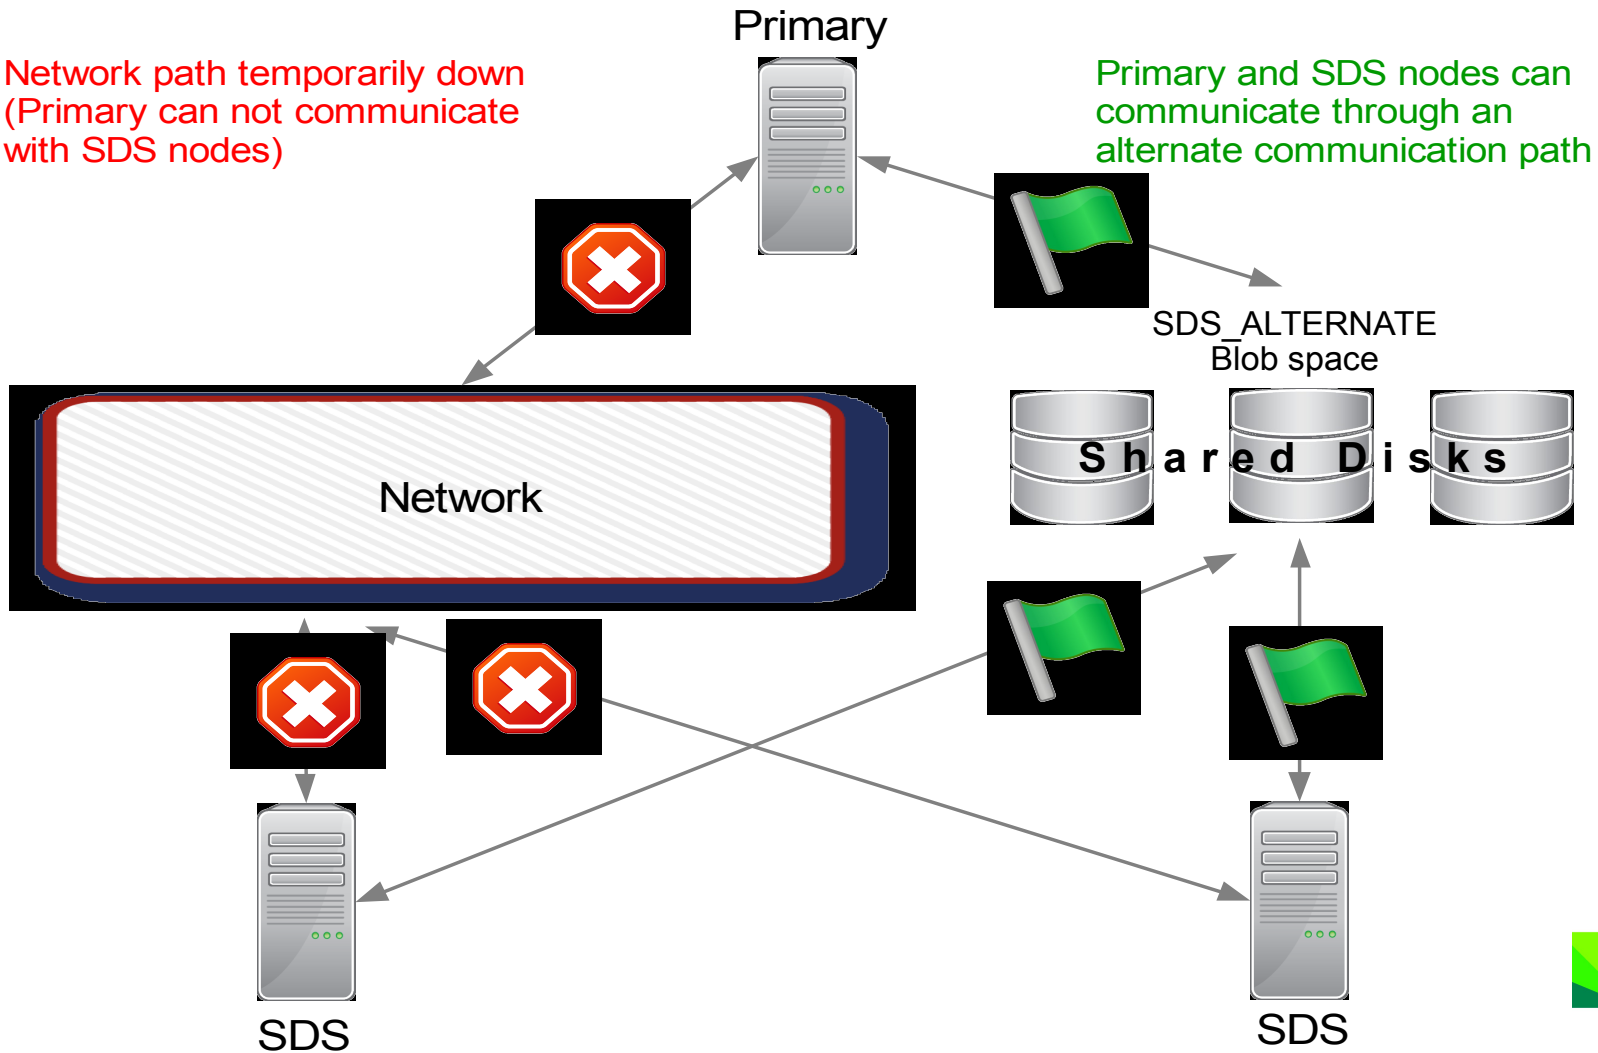 Primary
Network path temporarily down
(Primary can not communicate
with SDS nodes)
Primary and SDS nodes can
communicate through an
alternate communication path
SDS_ALTERNATE
Blob space
Shared Disks
Network
SDS
SDS